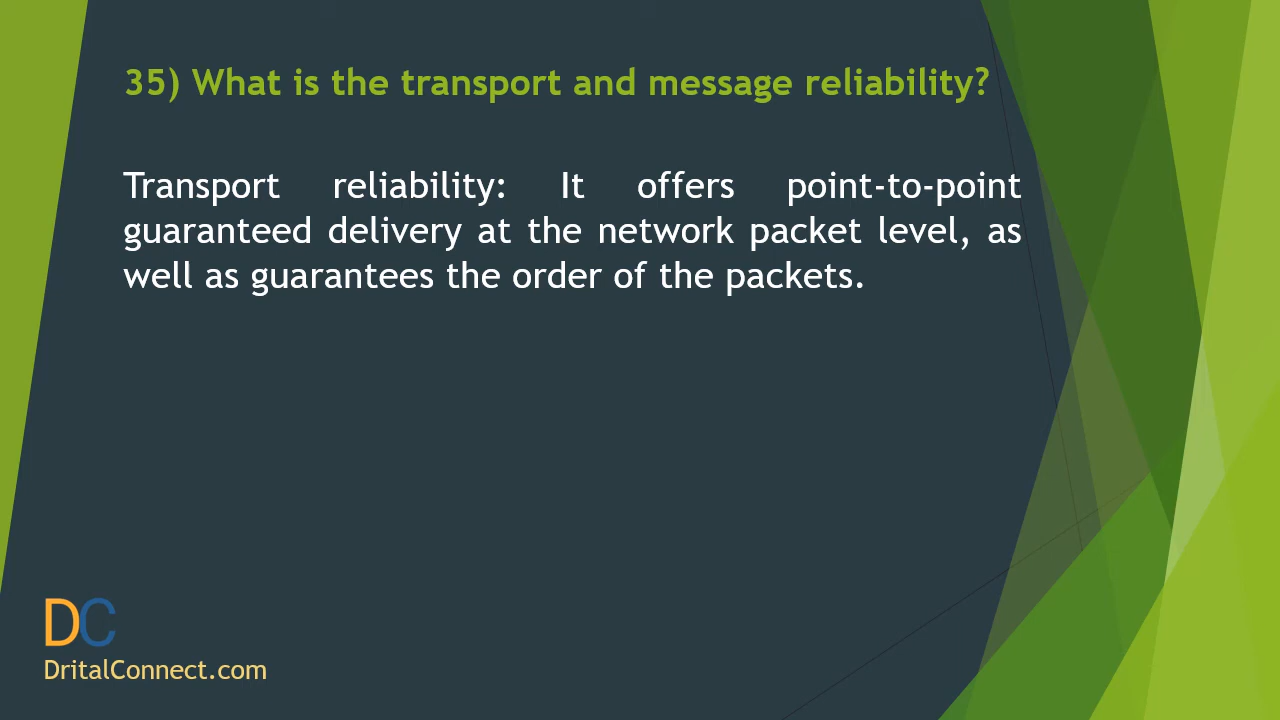 35) What is the transport and message reliability?
Transport reliability: It offers point-to-point
guaranteed delivery at the network packet level, as
well as guarantees the order of the packets.
DC
DritalConnect.com